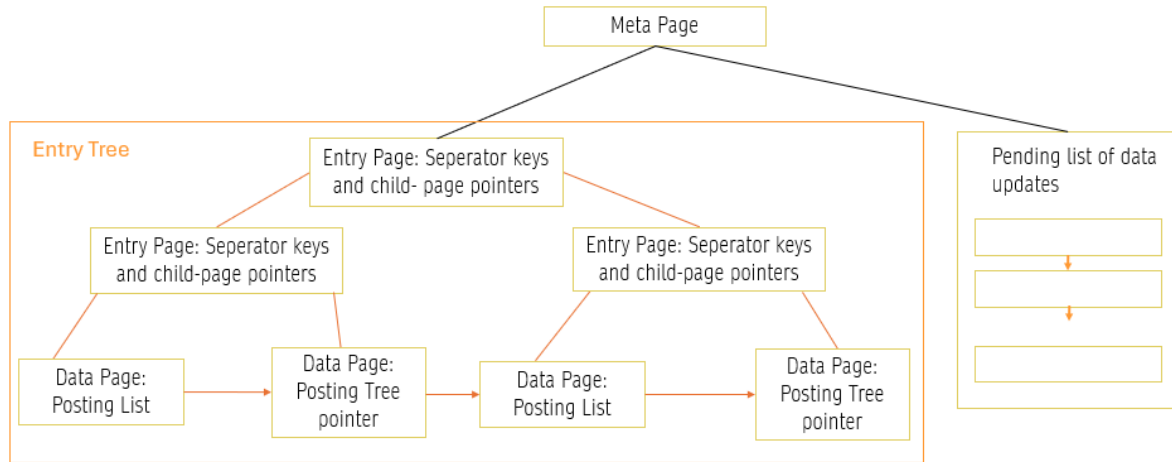 Meta Page
Entry Tree
Entry Page: Seperator keys
and child- page pointers
Pending list of data
updates
Entry Page: Seperator keys
and child-page pointers
Entry Page: Seperator keys
and child-page pointers
Data Page:
Posting List
Data Page:
Posting Tree
pointer
Data Page:
Posting List
Data Page:
Posting Tree
pointer